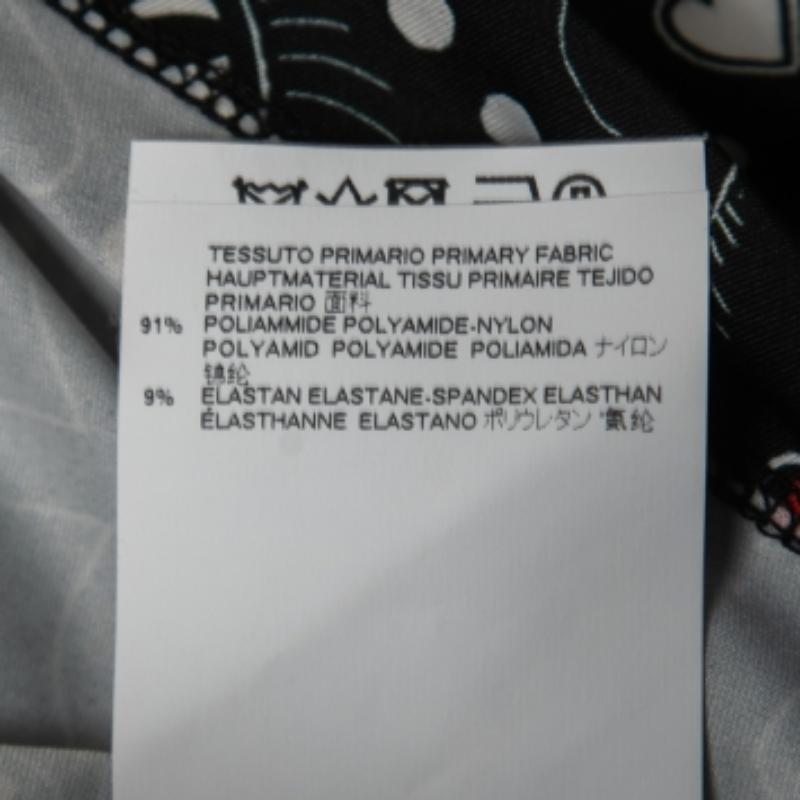 TESSUTO PRIMARIO PRIMARY FABRIC
HAUPTMATERIAL TISSU PRIMAIRE TEJIDO
PRIMARIO 面料
91% POLIAMMIDE POLYAMIDE-NYLON
POLYAMID POLYAMIDE POLIAMIDA ナイロン
锦纶
9% ELASTAN ELASTANE-SPANDEX ELASTHAN
ÉLASTHANNE ELASTANO ポリウレタン 氨纶